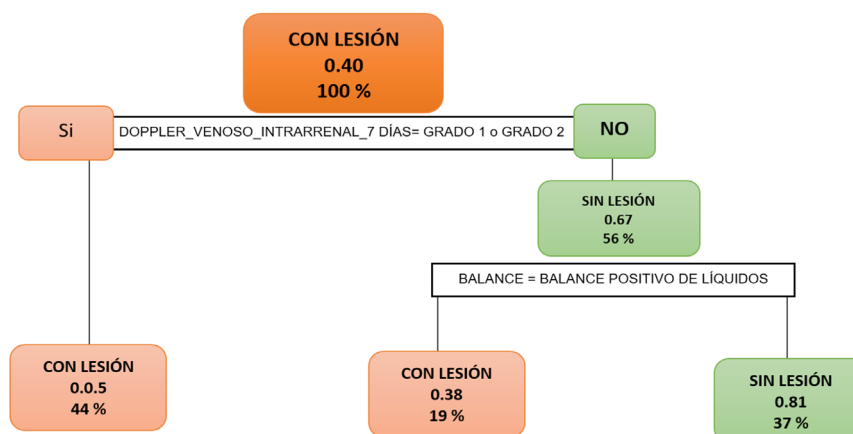 CON LESIÓN
0.40
100 %
Si
DOPPLER_VENOSO_INTRARRENAL_7 DÍAS= GRADO 1 o GRADO 2
NO
SIN LESIÓN
0.67
56 %
BALANCE = BALANCE POSITIVO DE LÍQUIDOS
CON LESIÓN
0.0.5
44 %
CON LESIÓN
0.38
19 %
SIN LESIÓN
0.81
37 %